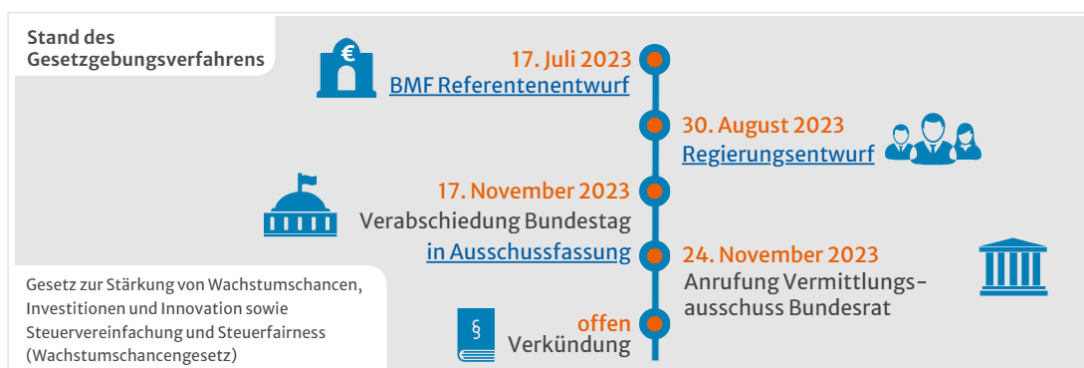 Stand des
Gesetzgebungsverfahrens
€
17. Juli 2023
BMF Referentenentwurf
30. August 2023
Regierungsentwurf
17. November 2023
Verabschiedung Bundestag
in Ausschussfassung
24. November 2023
Anrufung Vermittlungs-
ausschuss Bundesrat
§
offen
Verkündung
Gesetz zur Stärkung von Wachstumschancen,
Investitionen und Innovation sowie
Steuervereinfachung und Steuerfairness
(Wachstumschancengesetz)